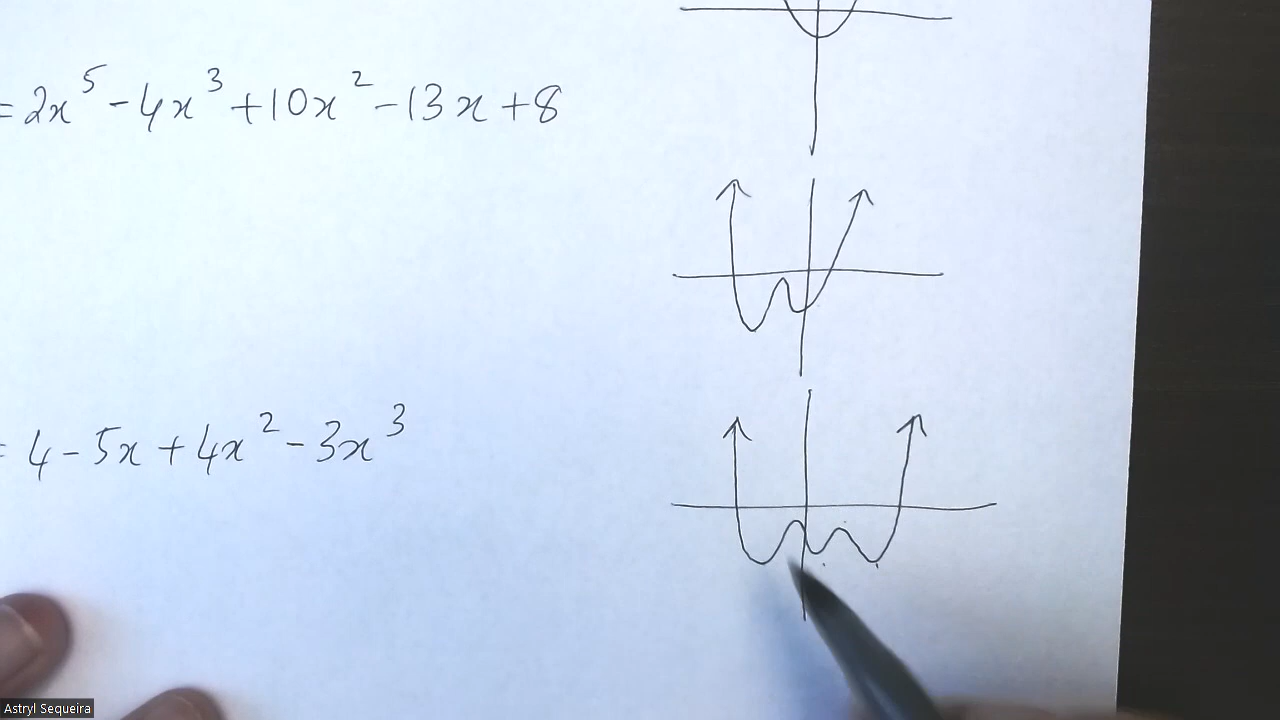 = 2x⁵ - 4x³ + 10x² - 13x + 8
= 4 - 5x + 4x² - 3x³
Astryl Sequeira